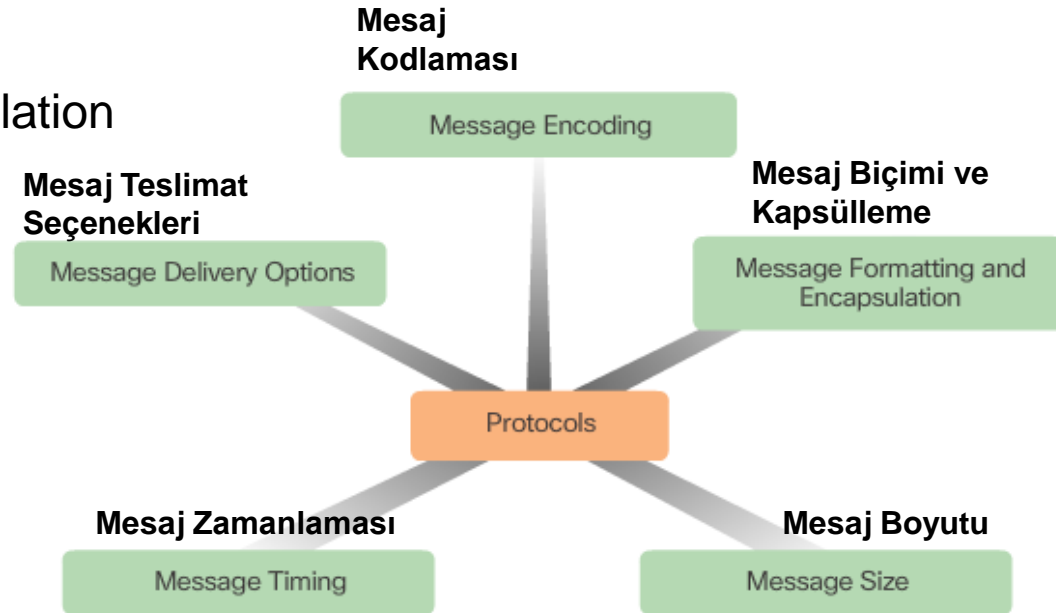 Mesaj
Kodlaması
lation
Message Encoding
Mesaj Teslimat
Seçenekleri
Mesaj Biçimi ve
Kapsülleme
Message Delivery Options
Message Formatting and
Encapsulation
Protocols
Mesaj Zamanlaması
Mesaj Boyutu
Message Timing
Message Size